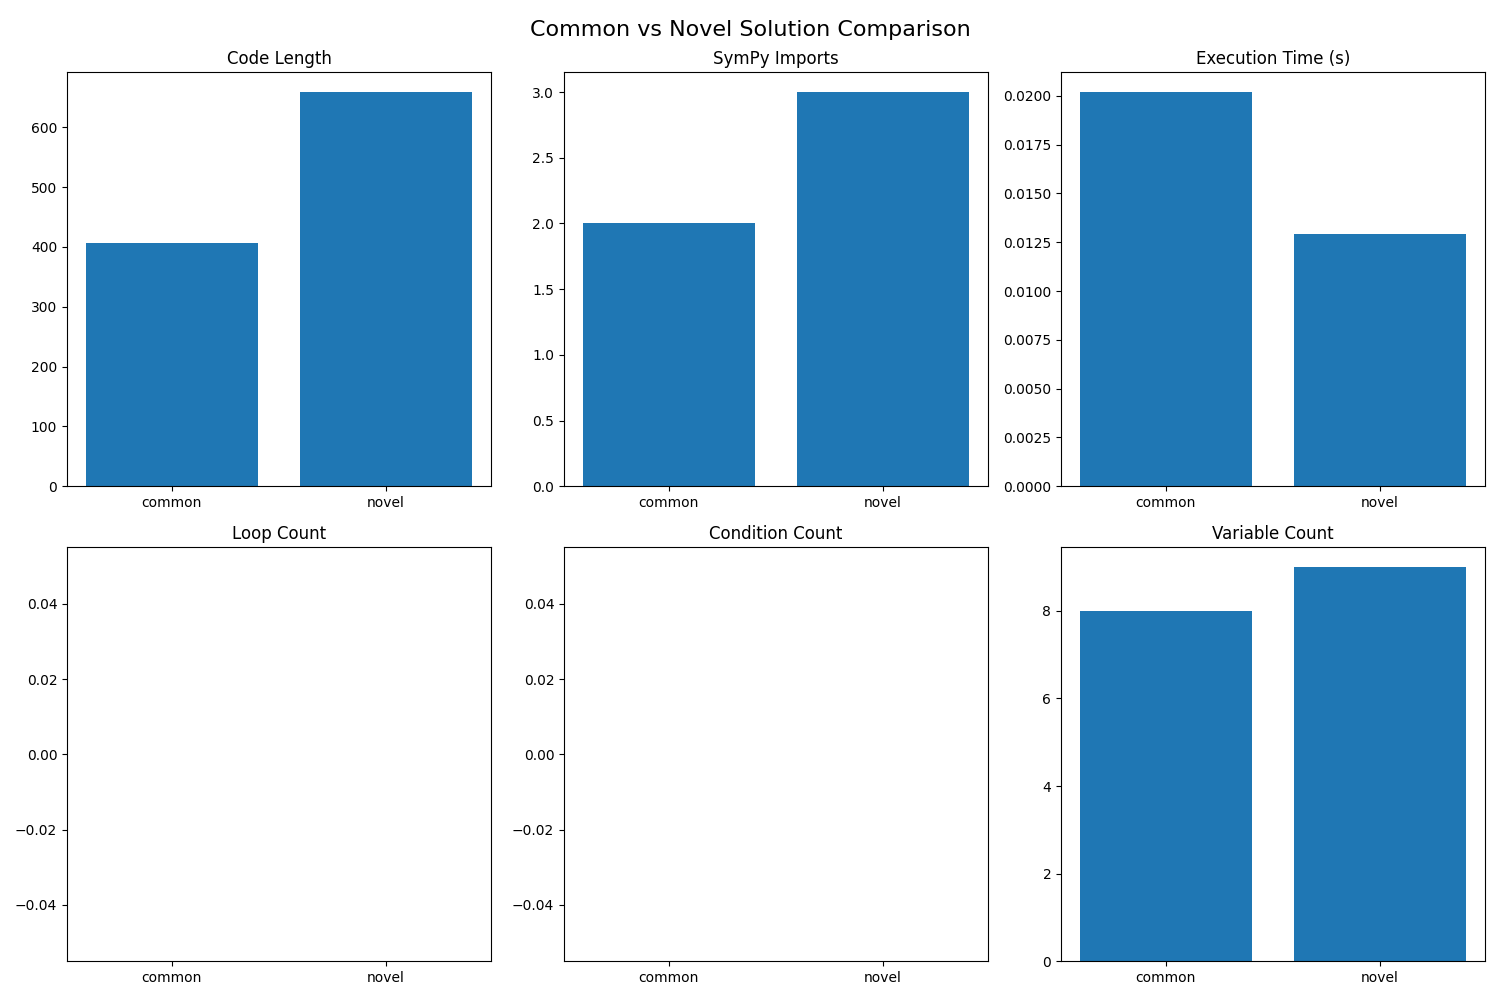 Common vs Novel Solution Comparison
Code Length
600
500
400
300
200
100
0
common novel
SymPy Imports
3.0
2.5
2.0
1.5
1.0
0.5
0.0
common novel
Execution Time (s)
0.0200
0.0175
0.0150
0.0125
0.0100
0.0075
0.0050
0.0025
0.0000
common novel
Loop Count
0.04
0.02
0.00
−0.02
−0.04
common novel
Condition Count
0.04
0.02
0.00
−0.02
−0.04
common novel
Variable Count
8
6
4
2
0
common novel